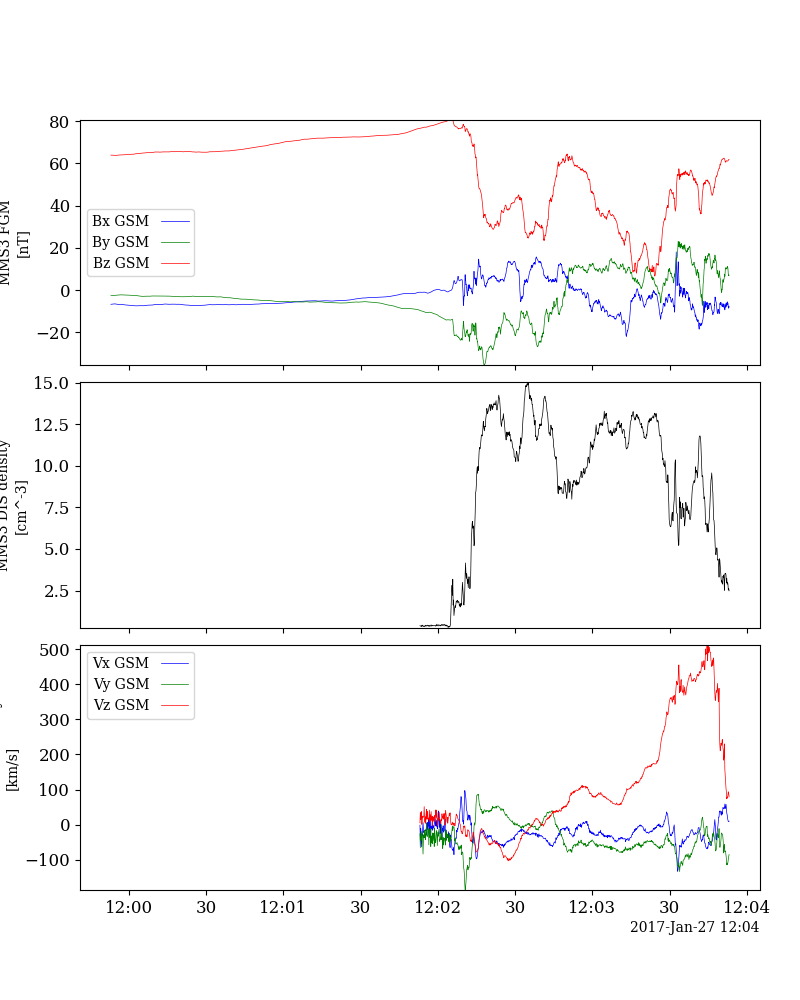 80
60
40
20
0
−20
MMS3 FGM
[nT]
Bx GSM
By GSM
Bz GSM
15.0
12.5
10.0
7.5
5.0
2.5
MMS3 DIS density
[cm^-3]
500
400
300
200
100
0
−100
[km/s]
Vx GSM
Vy GSM
Vz GSM
12:00
30
12:01
30
12:02
30
12:03
30
12:04
2017-Jan-27 12:04